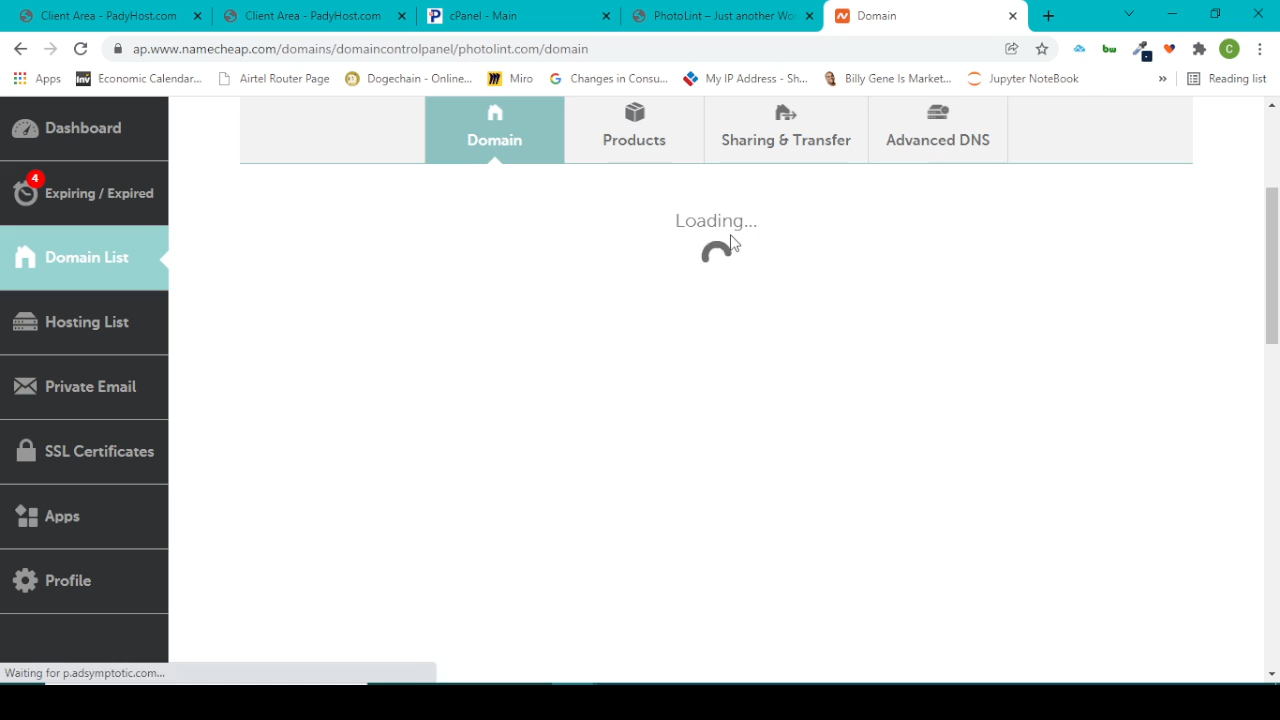 Client Area - PadyHost.com
Client Area - PadyHost.com
cPanel - Main
PhotoLint – Just another Wo
Domain
ap.www.namecheap.com/domains/domaincontrolpanel/photolint.com/domain
bw
C
Apps
Inv
Economic Calendar...
Airtel Router Page
Dogechain - Online...
Miro
Changes in Consu...
My IP Address - Sh...
Billy Gene Is Market...
Jupyter NoteBook
»
Reading list
Dashboard
4
Expiring / Expired
Domain List
Hosting List
Private Email
SSL Certificates
Apps
Profile
Domain
Products
Sharing & Transfer
Advanced DNS
Loading...
Waiting for p.adsymptotic.com...